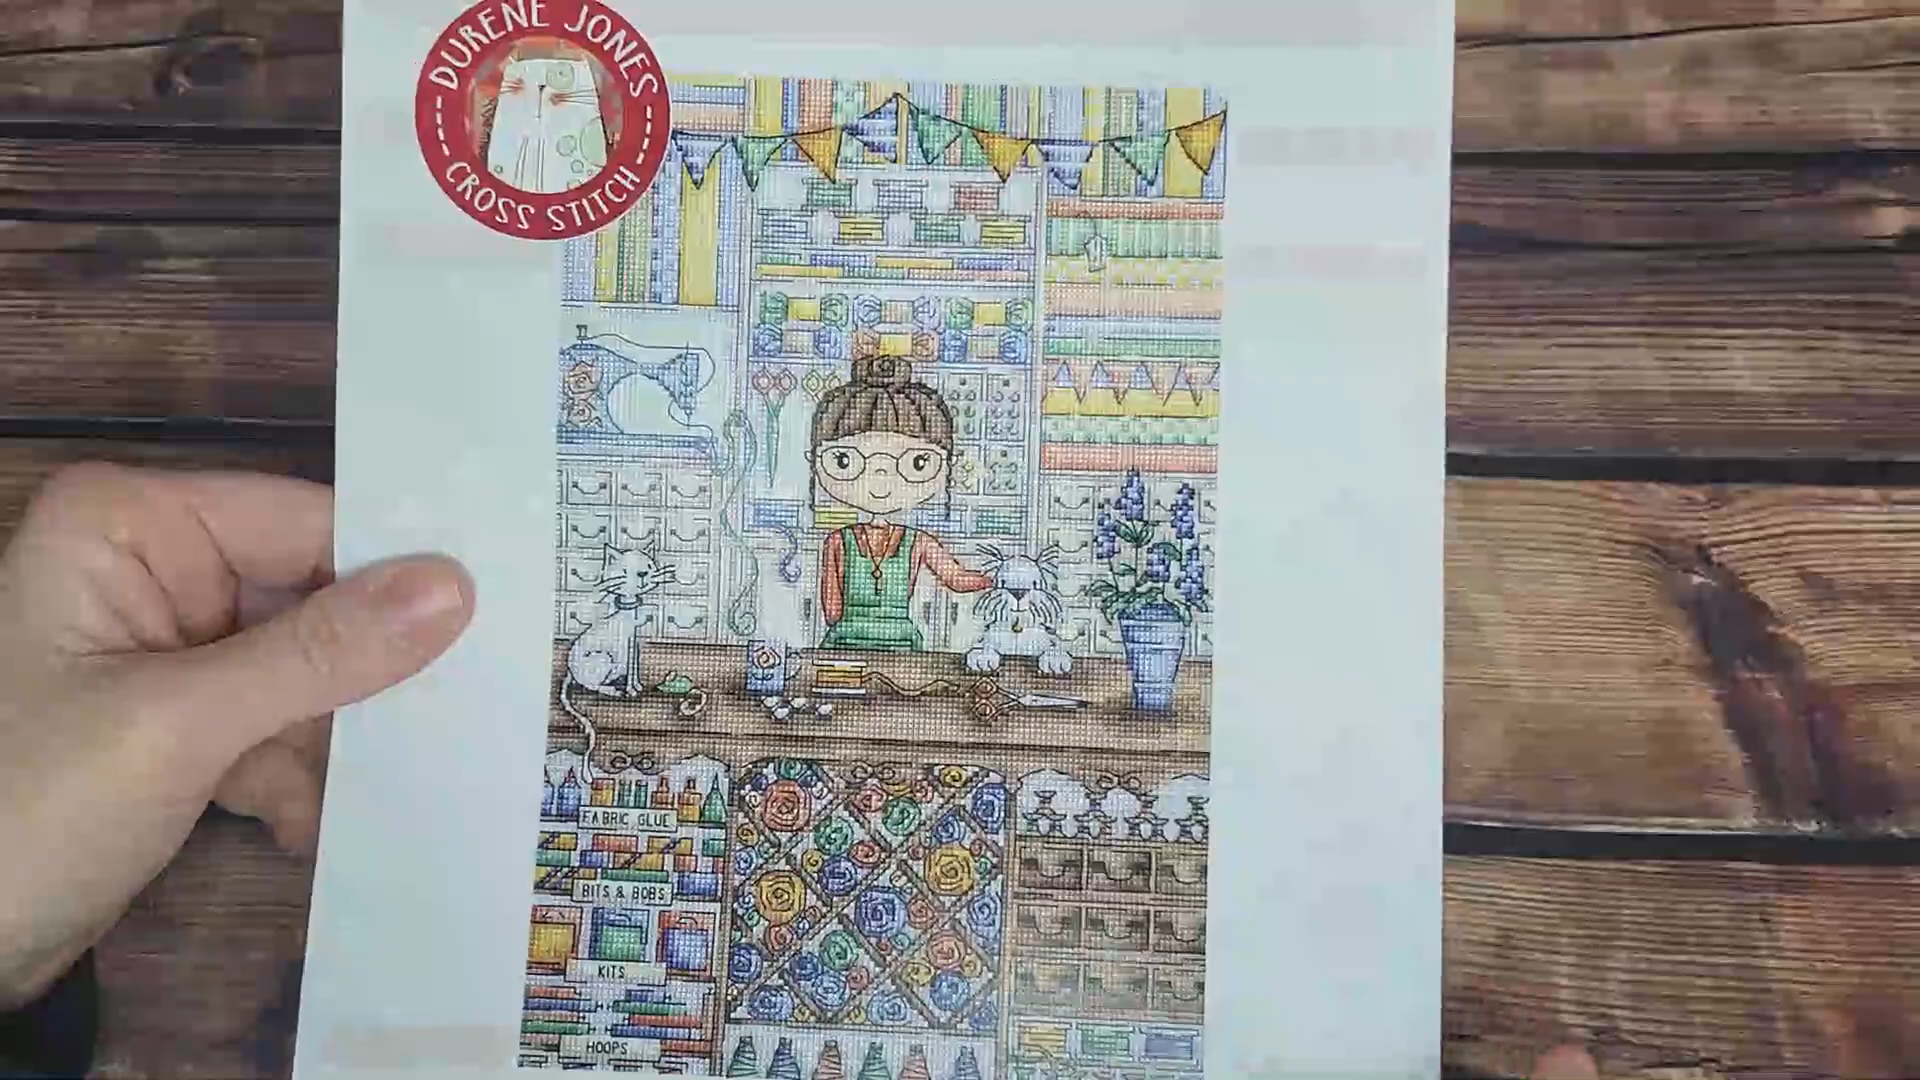 DURENE JONES
CROSS STITCH
FABRIC GLUE
BITS & BOBS
KITS
HOOPS